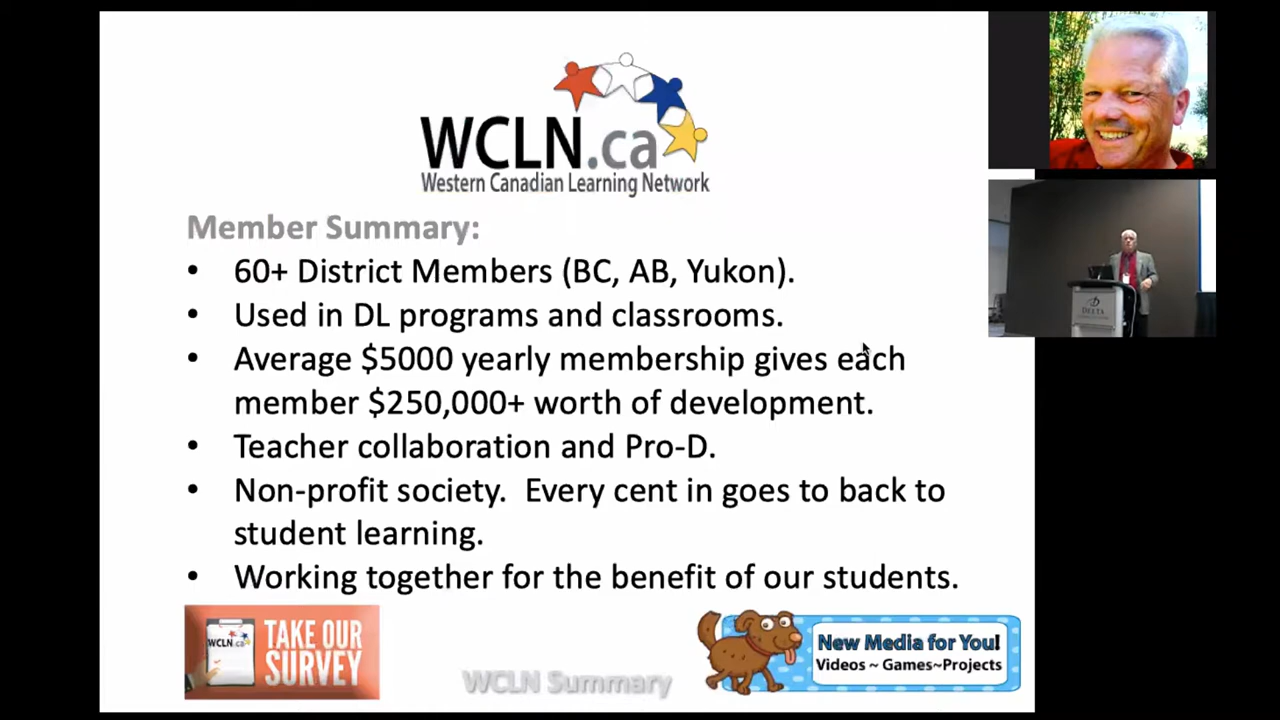 WCLN.ca
Western Canadian Learning Network
Member Summary:
• 60+ District Members (BC, AB, Yukon).
• Used in DL programs and classrooms.
• Average $5000 yearly membership gives each
member $250,000+ worth of development.
• Teacher collaboration and Pro-D.
• Non-profit society.  Every cent in goes to back to
student learning.
• Working together for the benefit of our students.
WCLN.ca
TAKE OUR
SURVEY
WCLN Summary
New Media for You!
Videos ~ Games~Projects
DELTA